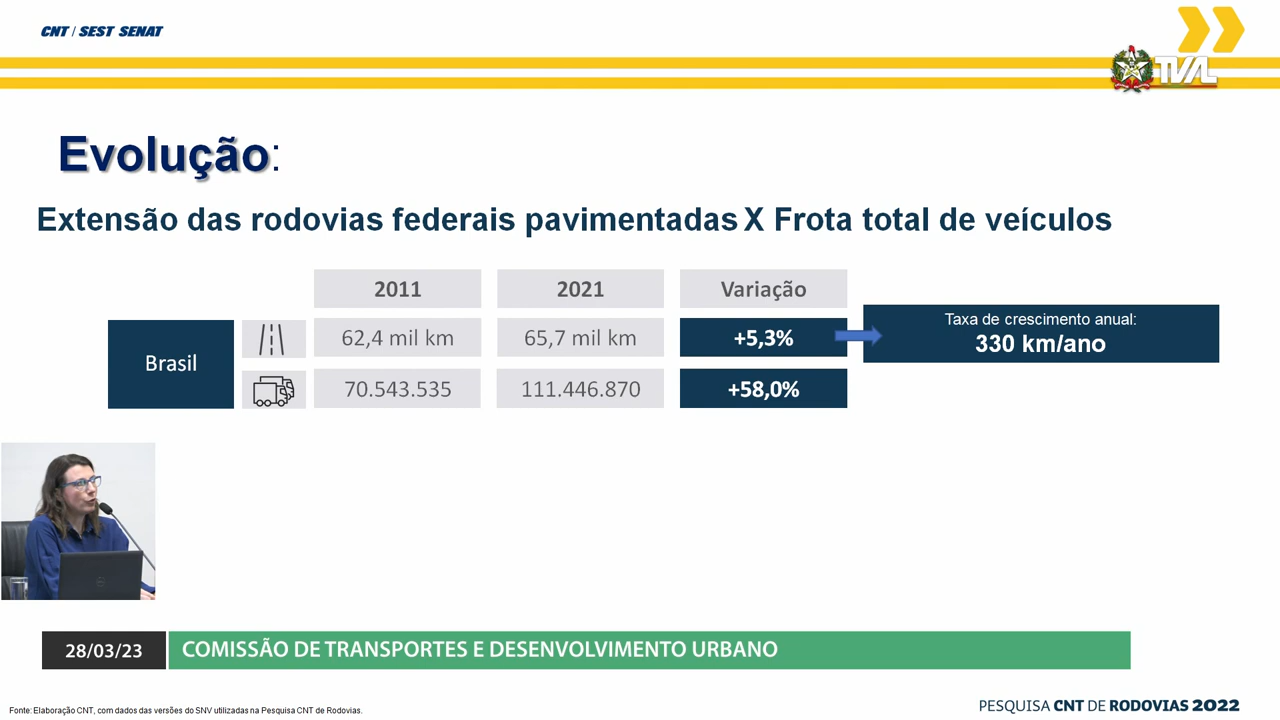 CNT / SEST SENAT
TVAL
Evolução:
Extensão das rodovias federais pavimentadas X Frota total de veículos
2011 2021 Variação
Brasil
62,4 mil km 65,7 mil km +5,3%
Taxa de crescimento anual:
330 km/ano
70.543.535 111.446.870 +58,0%
28/03/23 COMISSÃO DE TRANSPORTES E DESENVOLVIMENTO URBANO
Fonte: Elaboração CNT, com dados das versões do SNV utilizadas na Pesquisa CNT de Rodovias.
PESQUISA CNT DE RODOVIAS 2022